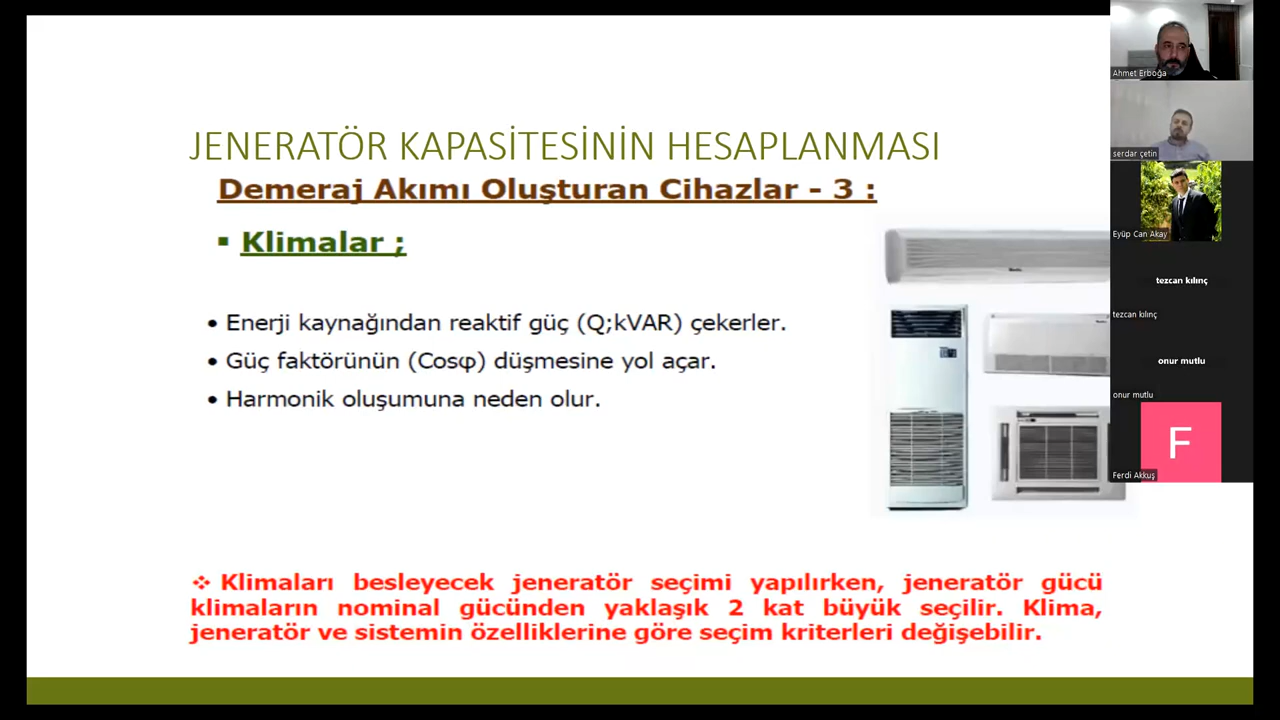 JENERATÖR KAPASİTESİNİN HESAPLANMASI
Demeraj Akımı Oluşturan Cihazlar - 3 :
▪ Klimalar ;
• Enerji kaynağından reaktif güç (Q;kVAR) çekerler.
• Güç faktörünün (Cosφ) düşmesine yol açar.
• Harmonik oluşumuna neden olur.
❖ Klimaları besleyecek jeneratör seçimi yapılırken, jeneratör gücü
klimaların nominal gücünden yaklaşık 2 kat büyük seçilir. Klima,
jeneratör ve sistemin özelliklerine göre seçim kriterleri değişebilir.
Ahmet Erboğa
serdar çetin
Eyüp Can Akay
tezcan kılınç
tezcan kılınç
onur mutlu
onur mutlu
F
Ferdi Akkuş